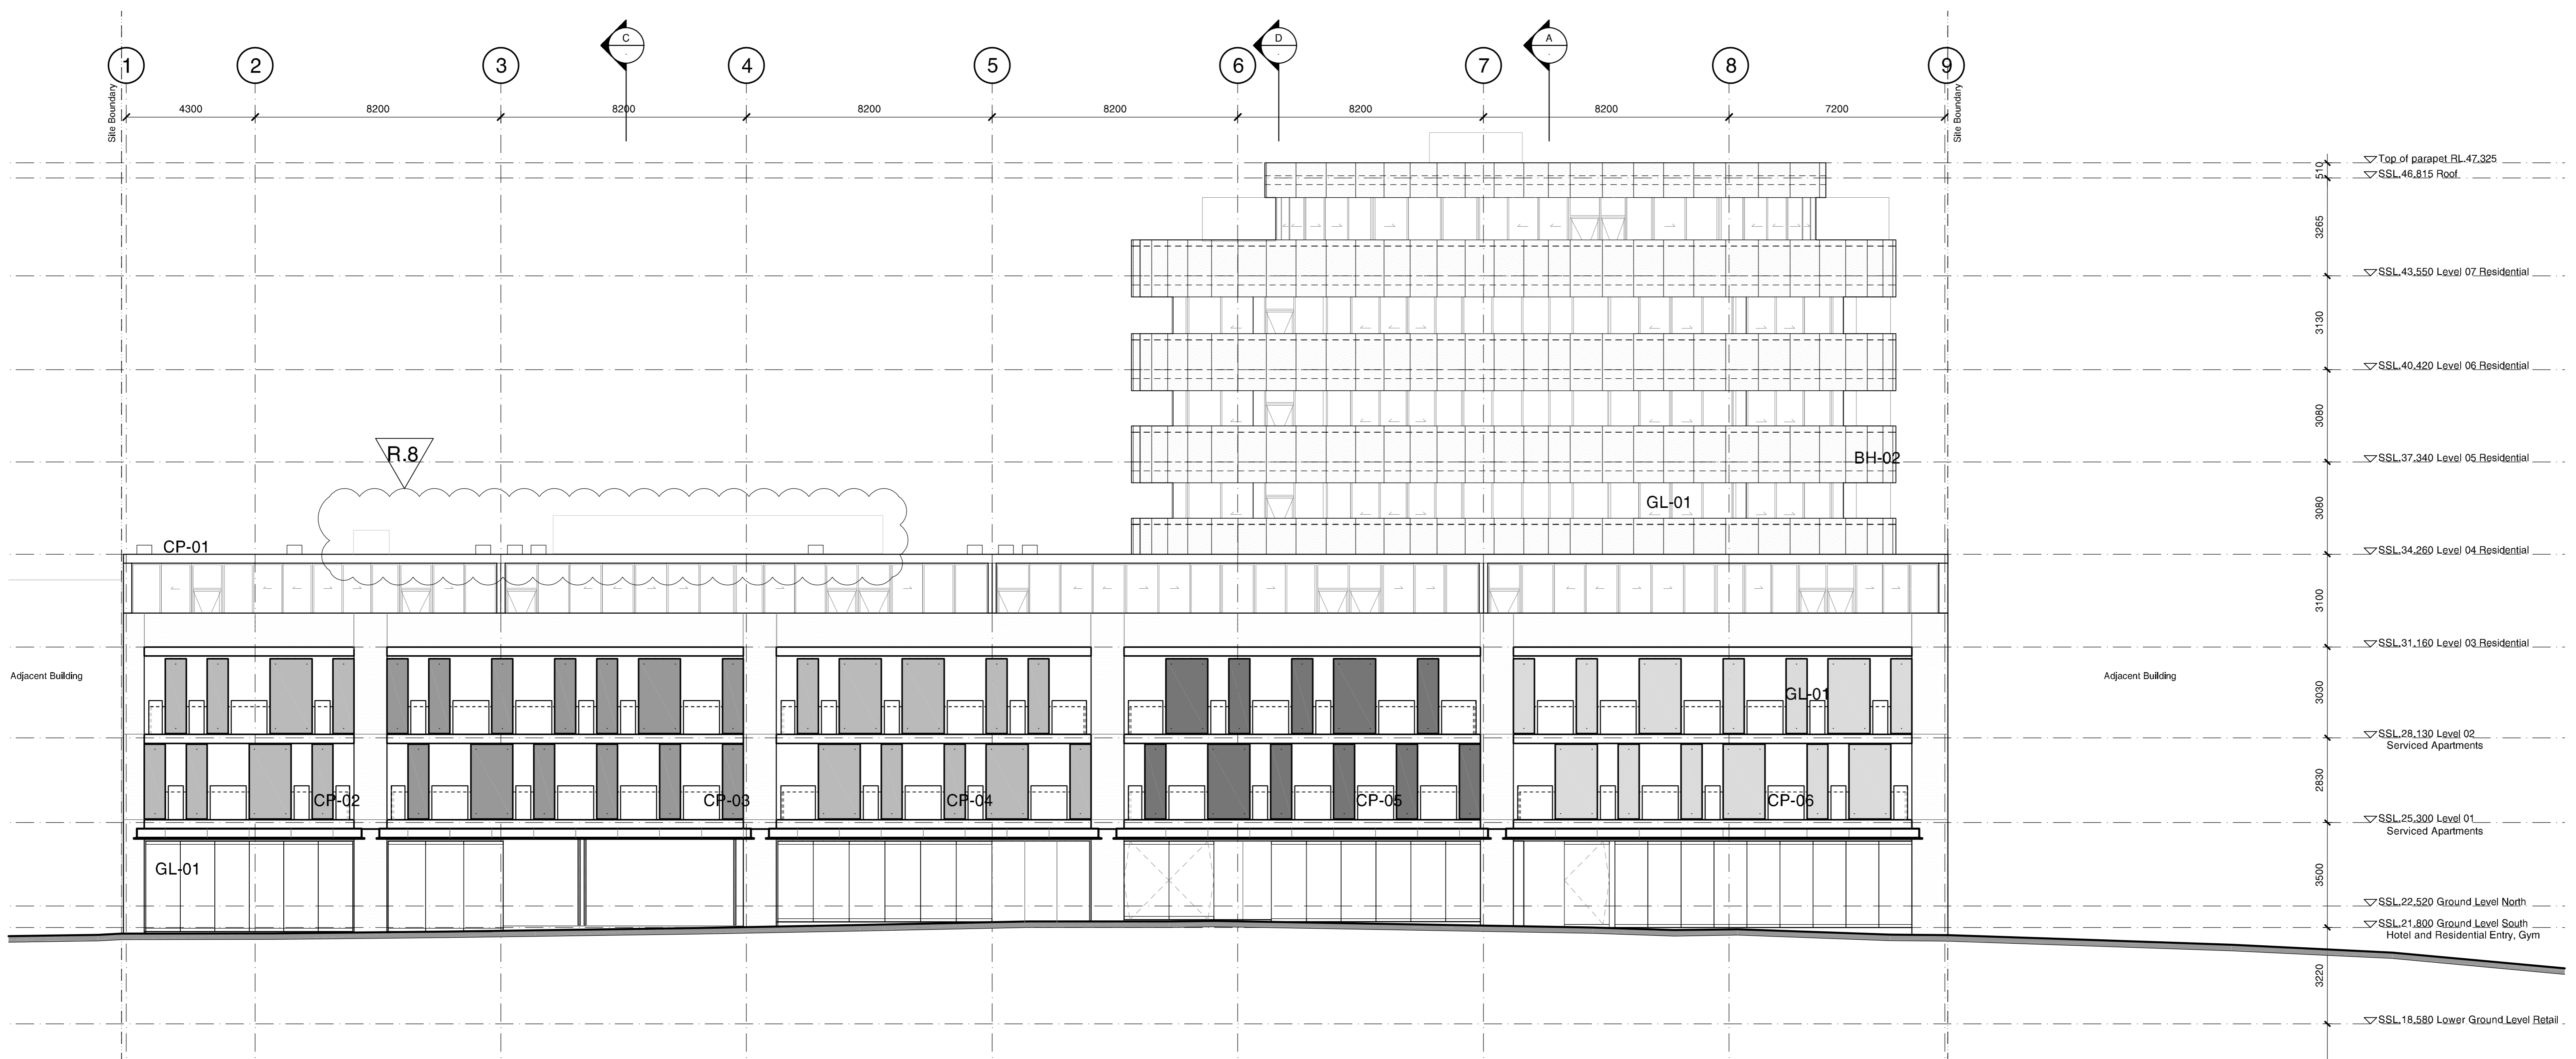 C
D
A
1
2
3
4
5
6
7
8
9
Site Boundary
Site Boundary
4300
8200
8200
8200
8200
8200
8200
7200
Top of parapet RL.47.325
510
SSL.46.815 Roof
3265
SSL.43.550 Level 07 Residential
3130
SSL.40.420 Level 06 Residential
3080
R.8
BH-02
SSL.37.340 Level 05 Residential
GL-01
3080
CP-01
SSL.34.260 Level 04 Residential
3100
SSL.31.160 Level 03 Residential
Adjacent Building
Adjacent Building
GL-01
3030
SSL.28.130 Level 02
Serviced Apartments
2830
CP-02
CP-03
CP-04
CP-05
CP-06
SSL.25.300 Level 01
Serviced Apartments
GL-01
3500
SSL.22.520 Ground Level North
SSL.21.800 Ground Level South
Hotel and Residential Entry, Gym
3220
SSL.18.580 Lower Ground Level Retail